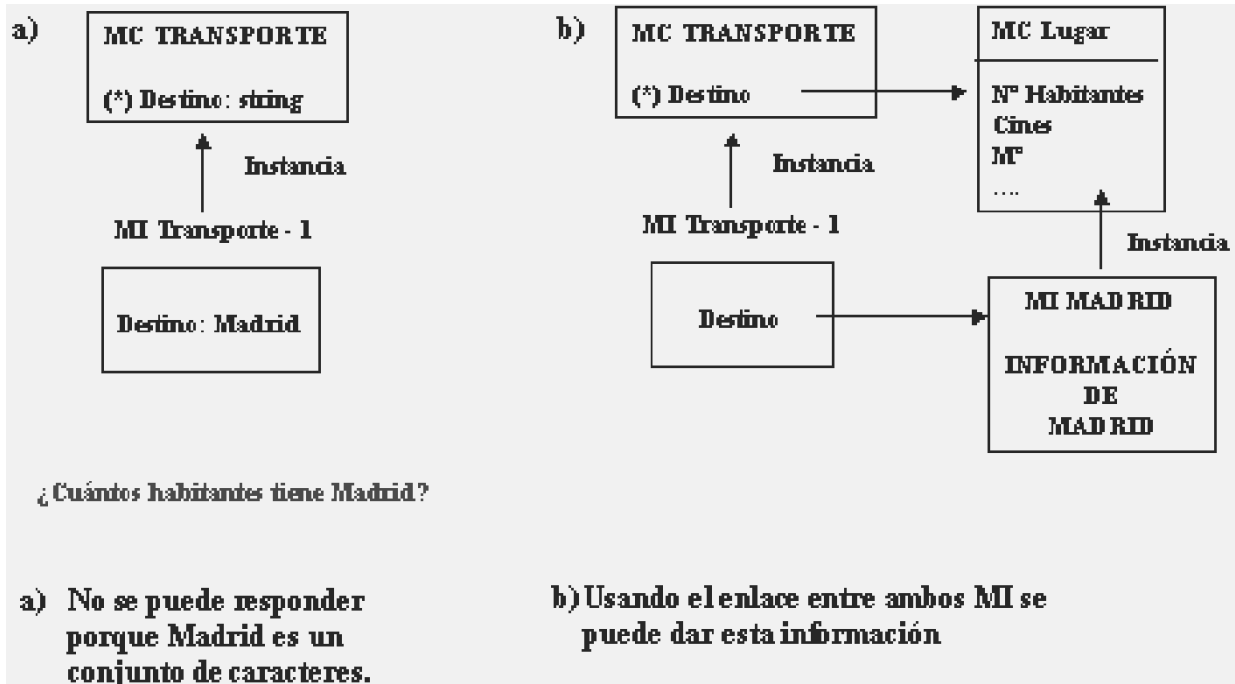 a)
MC TRANSPORTE
(*) Destino: string
Instancia
MI Transporte - 1
Destino: Madrid
b)
MC TRANSPORTE
(*) Destino
Instancia
MI Transporte - 1
Destino
MC Lugar
Nº Habitantes
Cines
Mº
....
Instancia
MI MADRID
INFORMACIÓN
DE
MADRID
¿Cuántos habitantes tiene Madrid?
a) No se puede responder
porque Madrid es un
conjunto de caracteres.
b) Usando el enlace entre ambos MI se
puede dar esta información